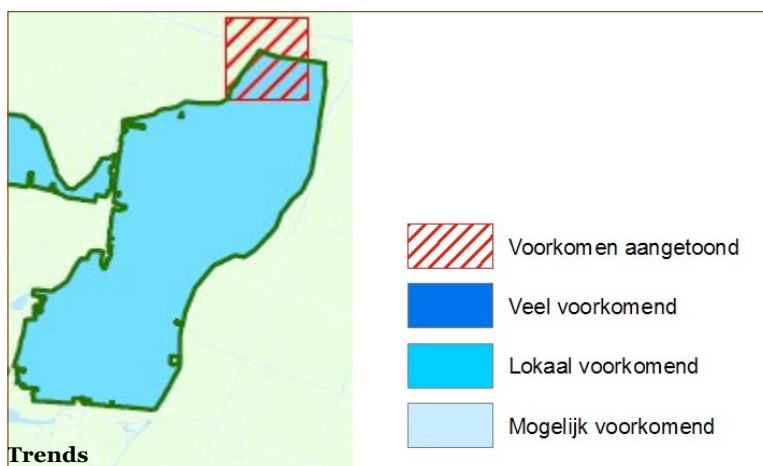 Voorkomen aangetoond
Veel voorkomend
Lokaal voorkomend
Mogelijk voorkomend
Trends